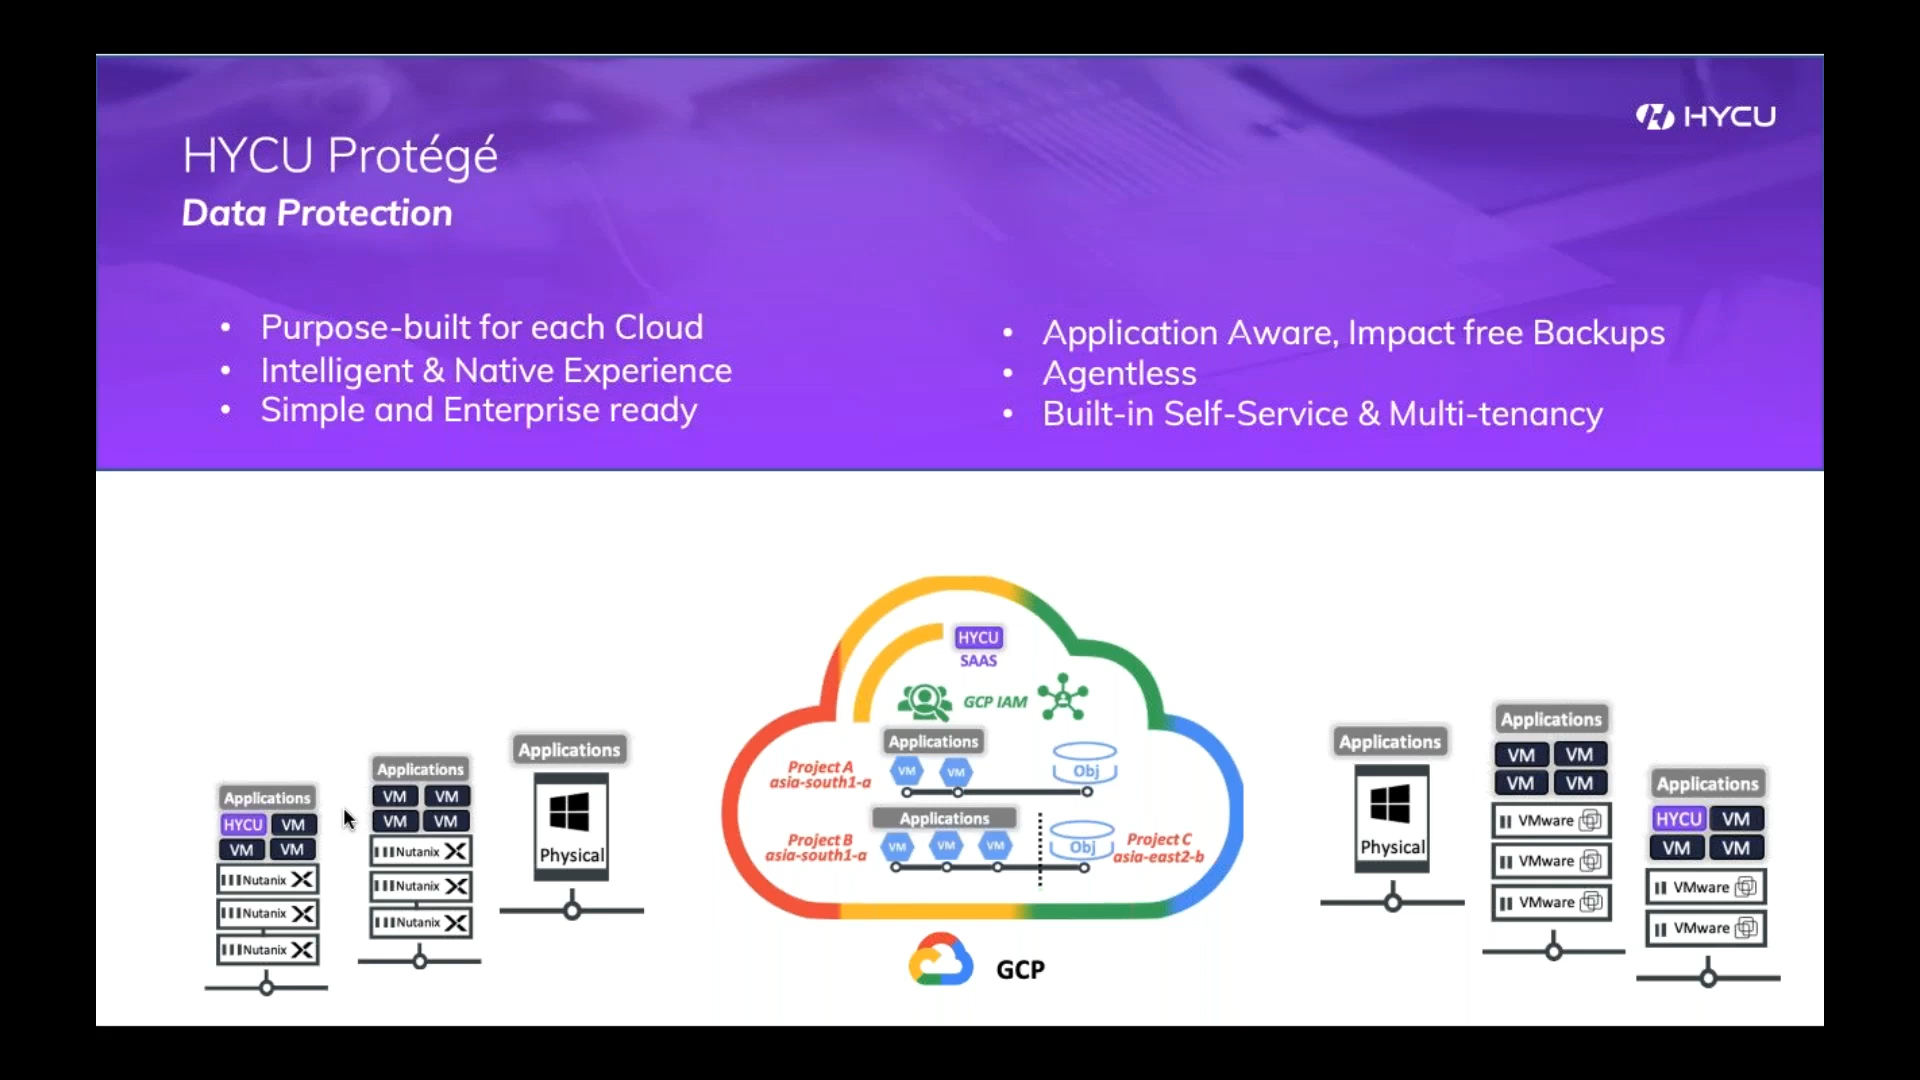 HYCU
HYCU Protégé
Data Protection
• Purpose-built for each Cloud
• Intelligent & Native Experience
• Simple and Enterprise ready
• Application Aware, Impact free Backups
• Agentless
• Built-in Self-Service & Multi-tenancy
Applications
HYCU VM
VM VM
Nutanix
Nutanix
Nutanix
Applications
VM VM
VM VM
Nutanix
Nutanix
Nutanix
Applications
Physical
HYCU
SAAS
GCP IAM
Applications
Project A
asia-south1-a
VM VM
Obj
Applications
Project B
asia-south1-a
VM VM VM
Obj
Project C
asia-east2-b
GCP
Applications
Physical
Applications
VM VM
VM VM
VMware
VMware
VMware
Applications
HYCU VM
VM VM
VMware
VMware